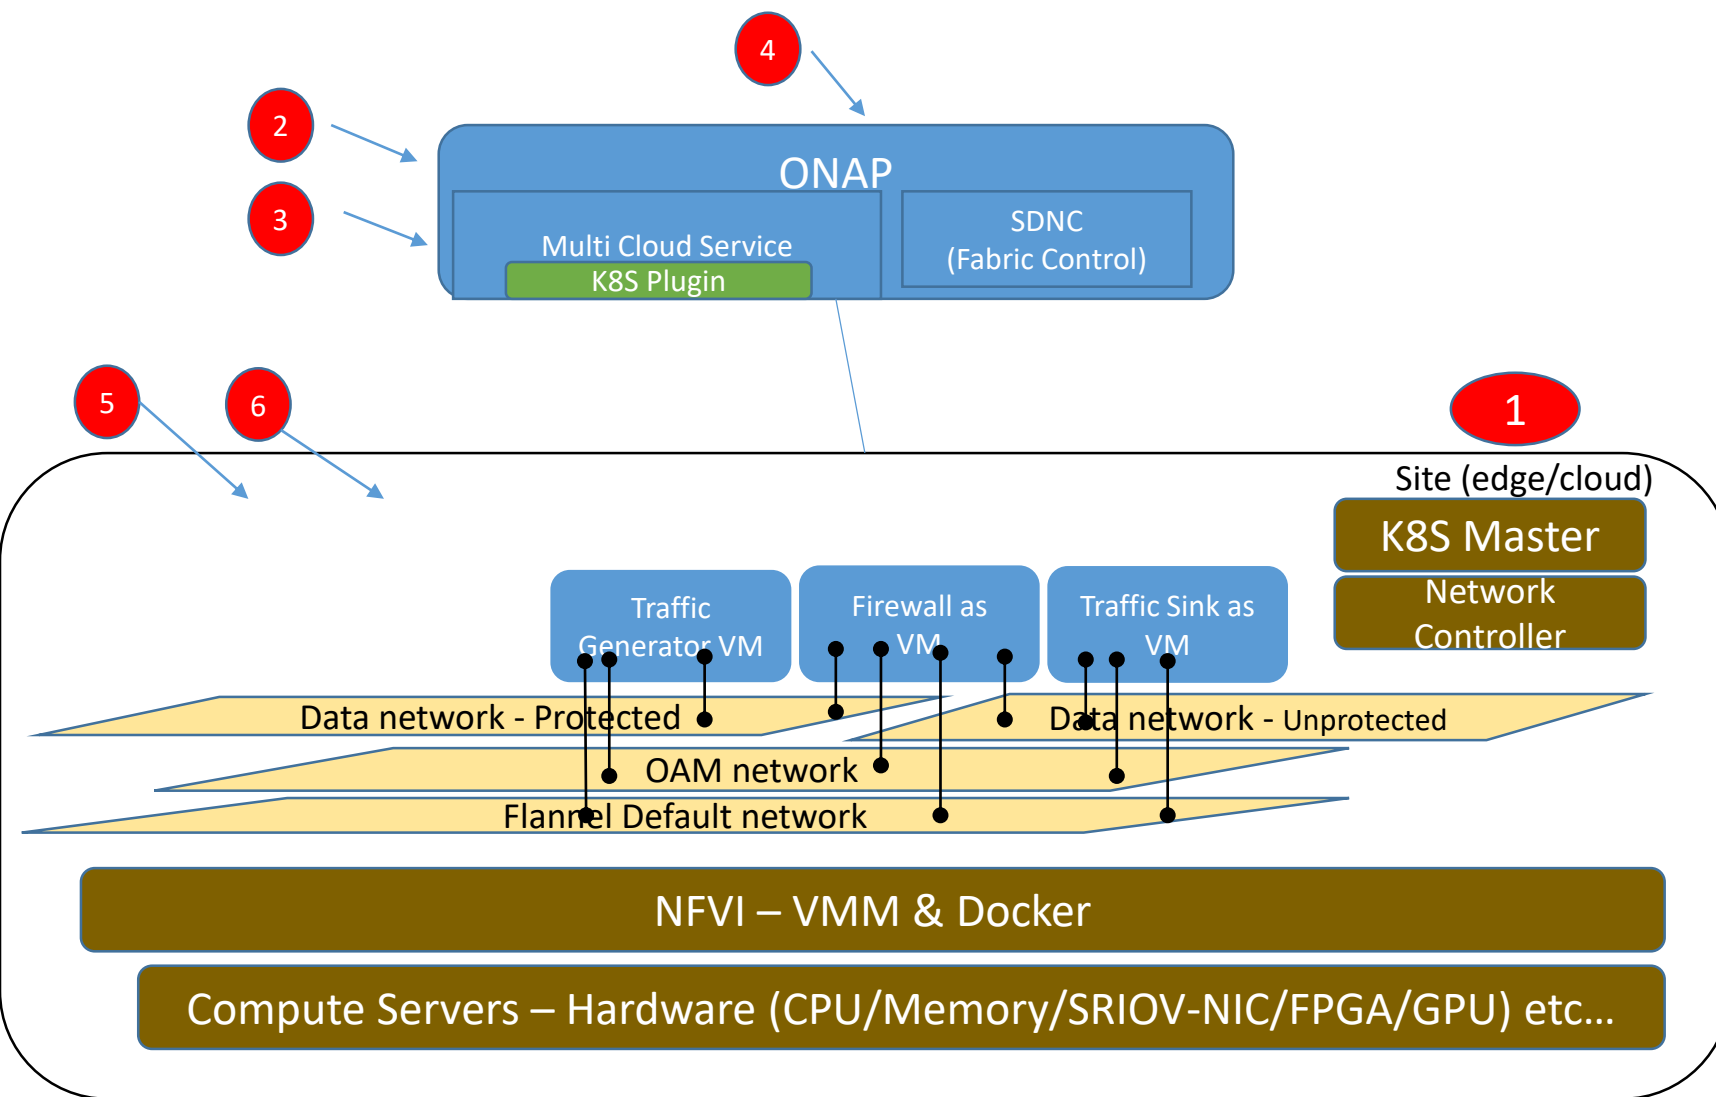 4
2
ONAP
3
SDNC
(Fabric Control)
Multi Cloud Service
K8S Plugin
5
6
1
Site (edge/cloud)
K8S Master
Network
Controller
Traffic
Generator VM
Firewall as
VM
Traffic Sink as
VM
Data network - Protected
Data network - Unprotected
OAM network
Flannel Default network
NFVI – VMM & Docker
Compute Servers – Hardware (CPU/Memory/SRIOV-NIC/FPGA/GPU) etc...